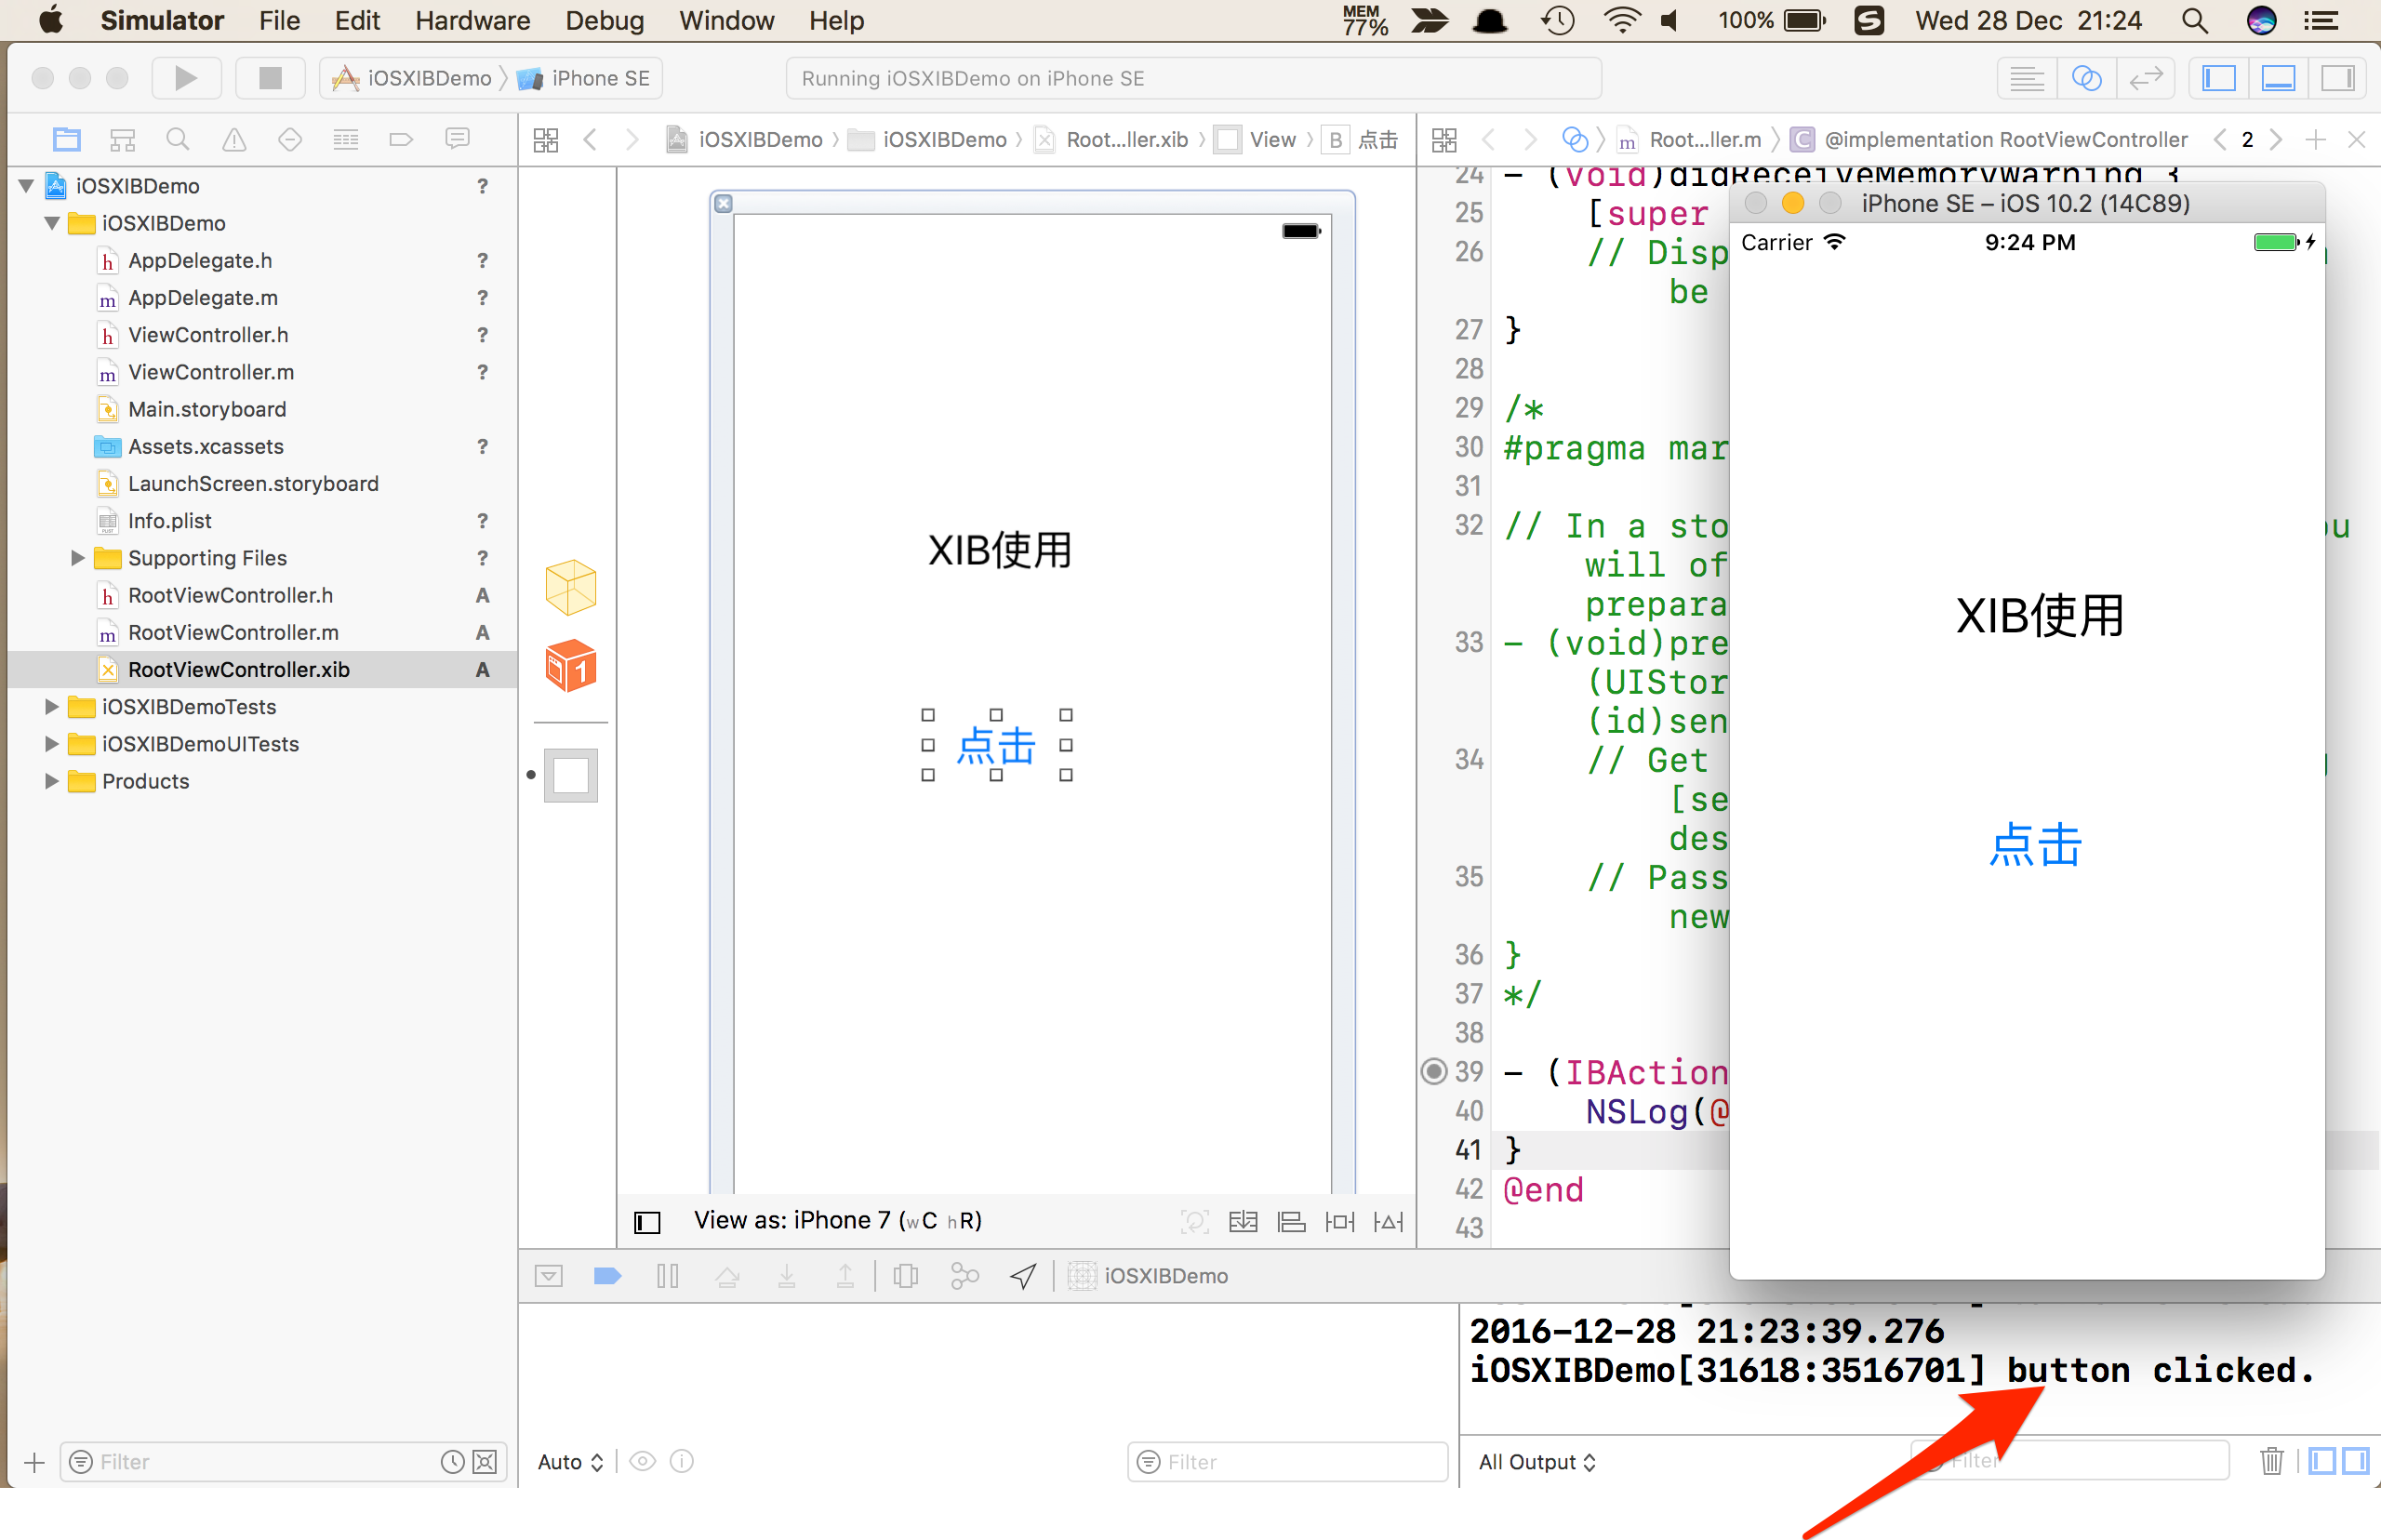 Simulator File Edit Hardware Debug Window Help MEM 77% 100% Wed 28 Dec 21:24
iOSXIBDemo iPhone SE Running iOSXIBDemo on iPhone SE
iOSXIBDemo iOSXIBDemo Root...ller.xib View B 点击
m Root...ller.m C @implementation RootViewController 2
iOSXIBDemo ?
iOSXIBDemo
h AppDelegate.h ?
m AppDelegate.m ?
h ViewController.h ?
m ViewController.m ?
Main.storyboard
Assets.xcassets ?
LaunchScreen.storyboard
Info.plist ?
Supporting Files ?
h RootViewController.h A
m RootViewController.m A
RootViewController.xib A
iOSXIBDemoTests
iOSXIBDemoUITests
Products
Filter
XIB使用
点击
1
View as: iPhone 7 (wC hR)
24 - (void)didReceiveMemoryWarning {
25 [super
26 // Disp
be
27 }
28
29 /*
30 #pragma mar
31
32 // In a sto ou
will of
prepara
33 - (void)pre
(UIStor
(id)sen
34 // Get
[se
des
35 // Pass
new
36 }
37 */
38
39 - (IBAction
40 NSLog(@
41 }
42 @end
43
iPhone SE – iOS 10.2 (14C89)
Carrier 9:24 PM
XIB使用
点击
iOSXIBDemo
2016-12-28 21:23:39.276
iOSXIBDemo[31618:3516701] button clicked.
Auto Filter
All Output Filter